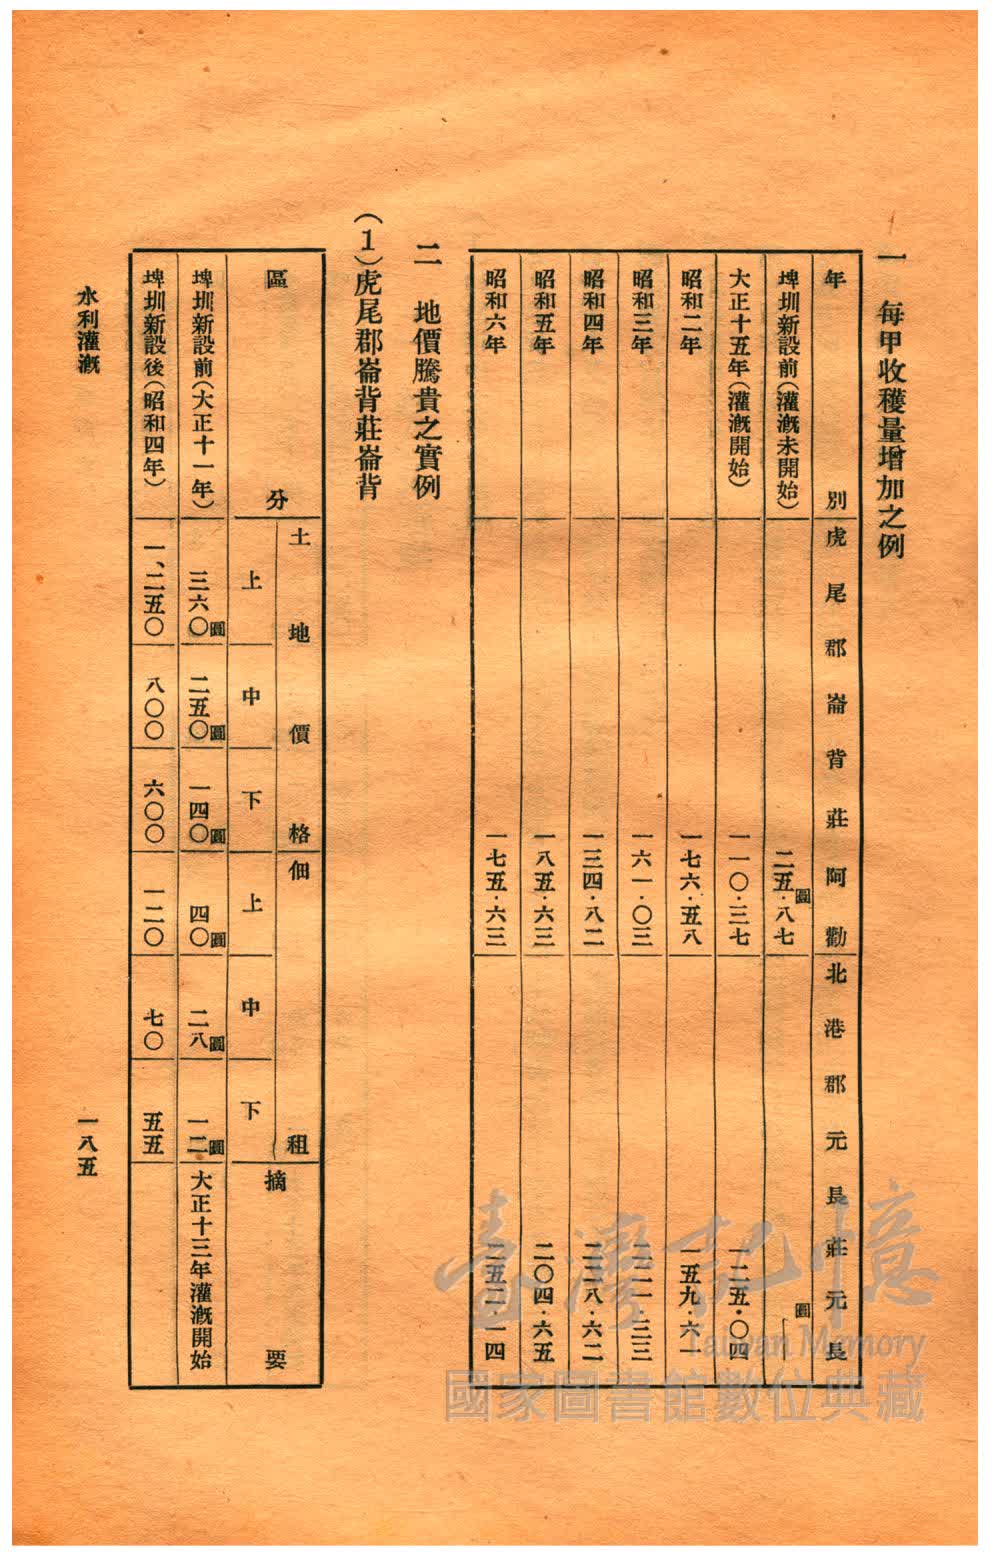 一　每甲收穫量增加之例
年　別　虎尾郡崙背莊阿勸　北港郡元長莊元長
埤圳新設前(灌漑未開始)　二五・八七圓　圓
大正十五年(灌漑開始)　一一〇・三七　一二五・〇四
昭和二年　一七六・五八　一五九・六一
昭和三年　一六一・〇三　二二一・三三
昭和四年　一三四・八二　二三八・六二
昭和五年　一八五・六三　二〇四・六五
昭和六年　一七五・六三　二五二・一四
二　地價騰貴之實例
(1)虎尾郡崙背莊崙背
區　分　土地價格　佃租　摘要
上　中　下　上　中　下
埤圳新設前(大正十一年)　三六〇圓　二五〇圓　一四〇圓　四〇圓　二八圓　一二圓　大正十三年灌漑開始
埤圳新設後(昭和四年)　一、二五〇　八〇〇　六〇〇　一二〇　七〇　五五
水利灌漑
一八五
臺灣記憶
Taiwan Memory
國家圖書館數位典藏